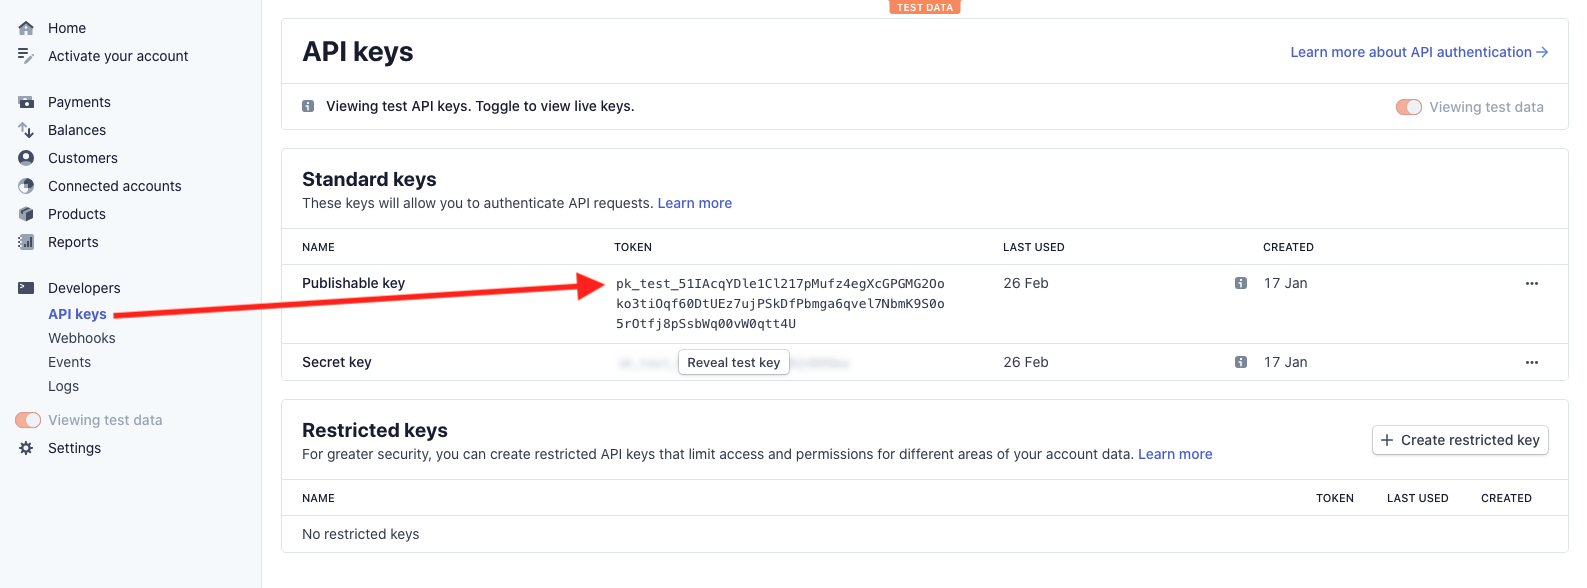 TEST DATA
Home
Activate your account
Payments
Balances
Customers
Connected accounts
Products
Reports
Developers
API keys
Webhooks
Events
Logs
Viewing test data
Settings
API keys
Learn more about API authentication →
Viewing test API keys. Toggle to view live keys.
Viewing test data
Standard keys
These keys will allow you to authenticate API requests. Learn more
NAME TOKEN LAST USED CREATED
Publishable key pk_test_51IAcqYDle1Cl217pMufz4egXcGPGMG2Oo 26 Feb 17 Jan
ko3tiOqf60DtUEz7ujPSkDfPbmga6qvel7NbmK9S0o
5rOtfj8pSsbWq00vW0qtt4U
Secret key Reveal test key 26 Feb 17 Jan
Restricted keys
For greater security, you can create restricted API keys that limit access and permissions for different areas of your account data. Learn more
+ Create restricted key
NAME TOKEN LAST USED CREATED
No restricted keys